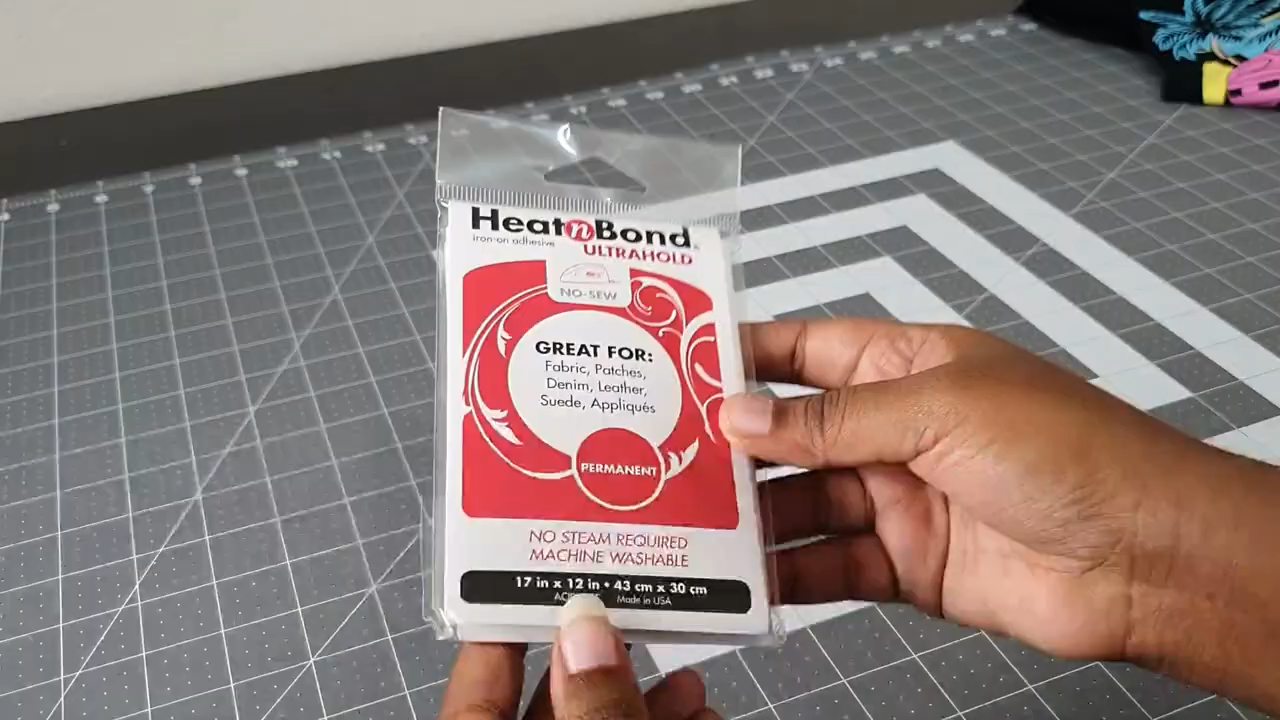 HeatnBond
iron-on adhesive
ULTRAHOLD
NO-SEW
GREAT FOR:
Fabric, Patches,
Denim, Leather,
Suede, Appliqués
PERMANENT
NO STEAM REQUIRED
MACHINE WASHABLE
17 in x 12 in • 43 cm x 30 cm
Made in USA